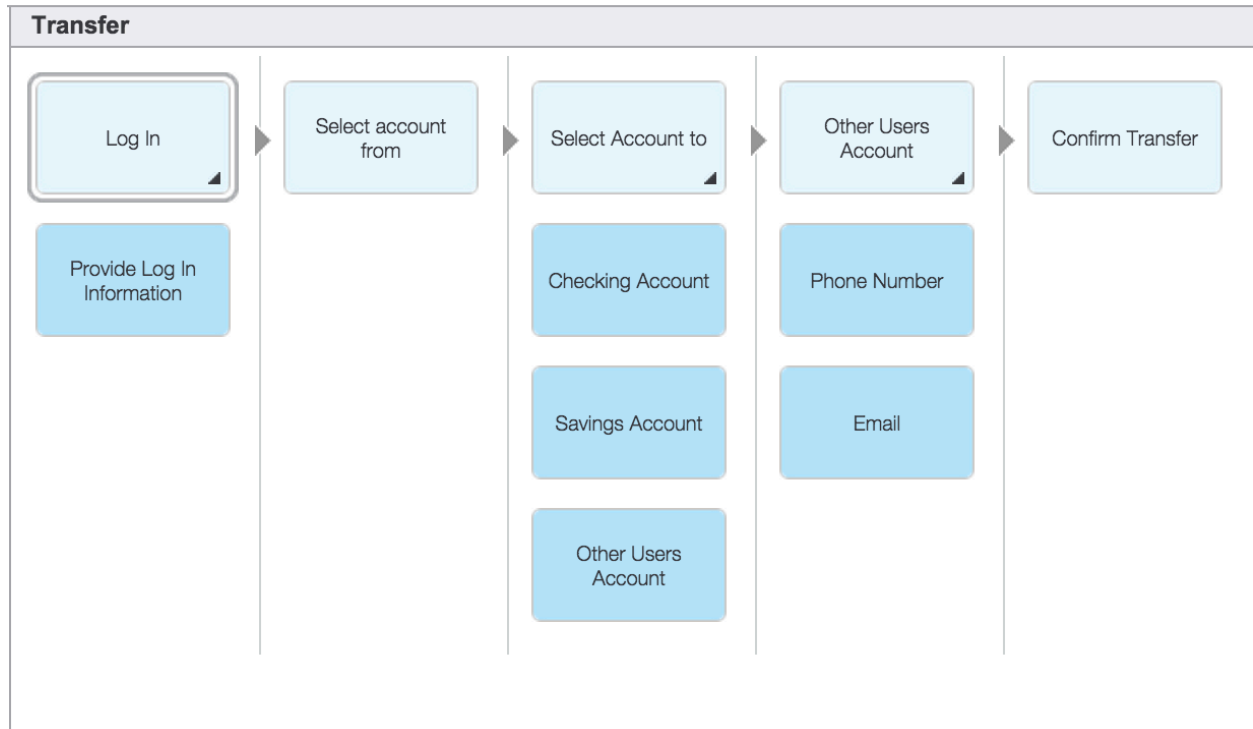 Transfer
Log In
Select account
from
Select Account to
Other Users
Account
Confirm Transfer
Provide Log In
Information
Checking Account
Phone Number
Savings Account
Email
Other Users
Account